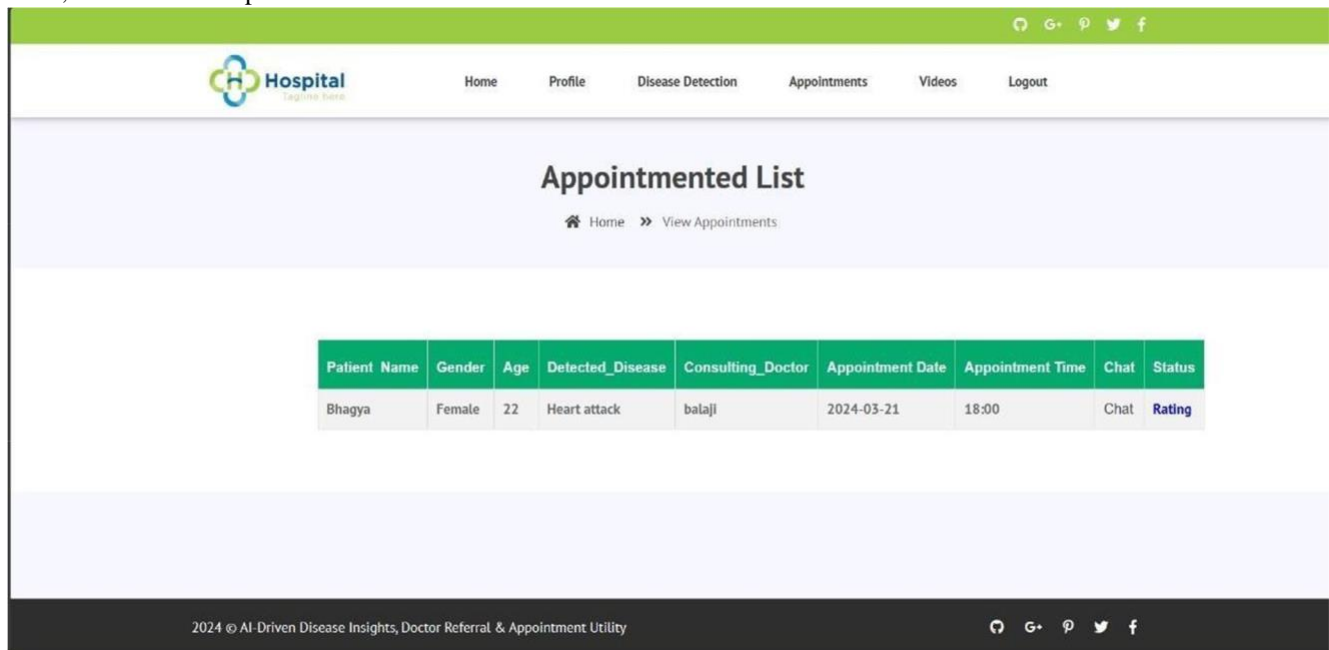 G+
Hospital
Tagline here
Home Profile Disease Detection Appointments Videos Logout
Appointmented List
Home » View Appointments
Patient Name Gender Age Detected_Disease Consulting_Doctor Appointment Date Appointment Time Chat Status
Bhagya Female 22 Heart attack balaji 2024-03-21 18:00 Chat Rating
2024 © AI-Driven Disease Insights, Doctor Referral & Appointment Utility G+